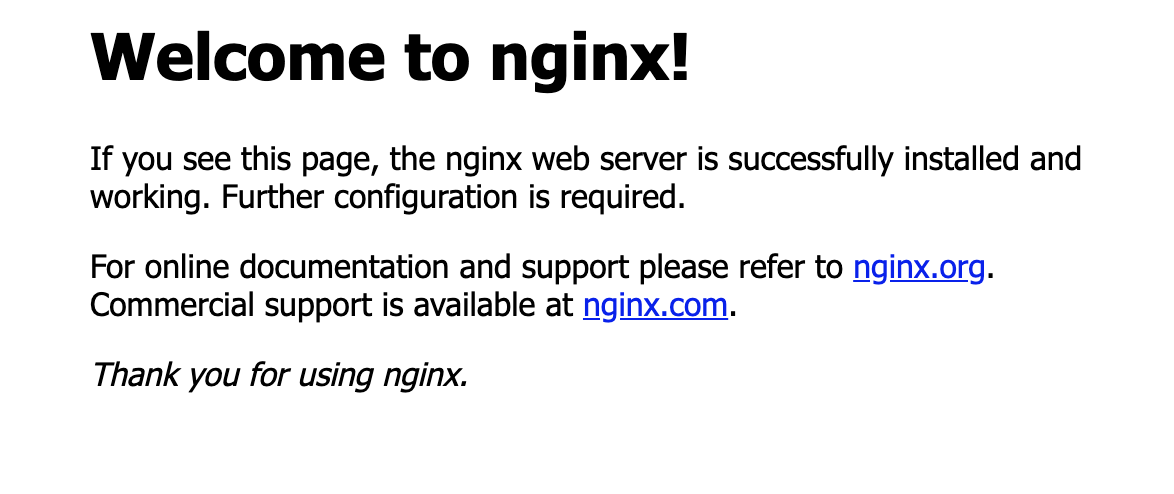 Welcome to nginx!
If you see this page, the nginx web server is successfully installed and
working. Further configuration is required.
For online documentation and support please refer to nginx.org.
Commercial support is available at nginx.com.
Thank you for using nginx.